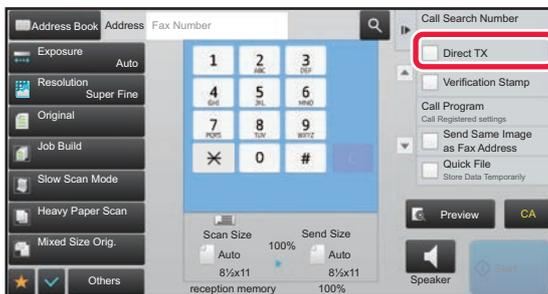 Address Book Address Fax Number
Exposure
Auto
Resolution
Super Fine
Original
Job Build
Slow Scan Mode
Heavy Paper Scan
Mixed Size Orig.
Others
1 2 3
ABC DEF
4 5 6
GHI JKL MNO
7 8 9
PQRS TUV WXYZ
0 #
C
Scan Size 100% Send Size
Auto Auto
8½x11 8½x11
reception memory 100%
Call Search Number
Direct TX
Verification Stamp
Call Program
Call Registered settings
Send Same Image
as Fax Address
Quick File
Store Data Temporarily
Preview CA
Speaker Start